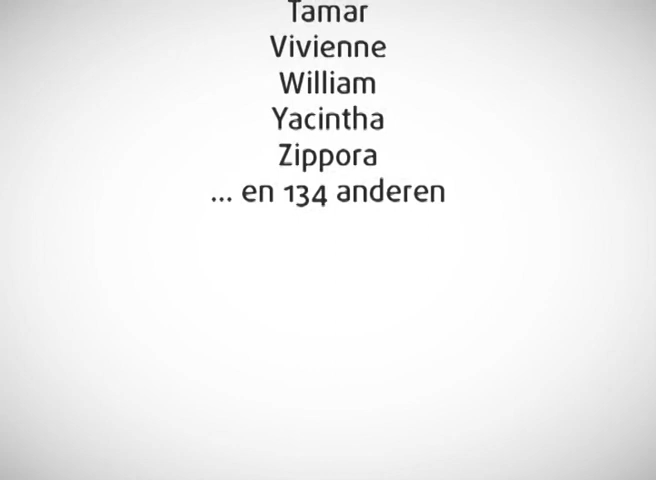 Tamar
Vivienne
William
Yacintha
Zippora
... en 134 anderen